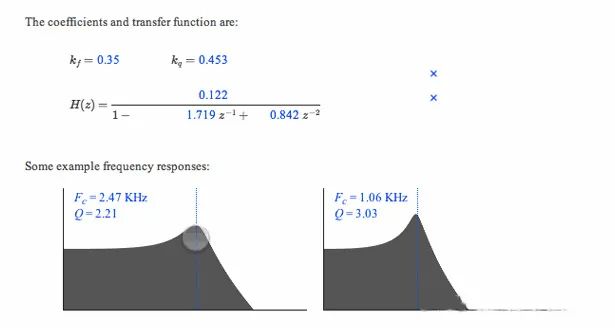 The coefficients and transfer function are:
k_f = 0.35 k_q = 0.453
H(z) = 0.122 / 1 − 1.719 z^−1 + 0.842 z^−2
×
×
Some example frequency responses:
F_c = 2.47 KHz
Q = 2.21
F_c = 1.06 KHz
Q = 3.03